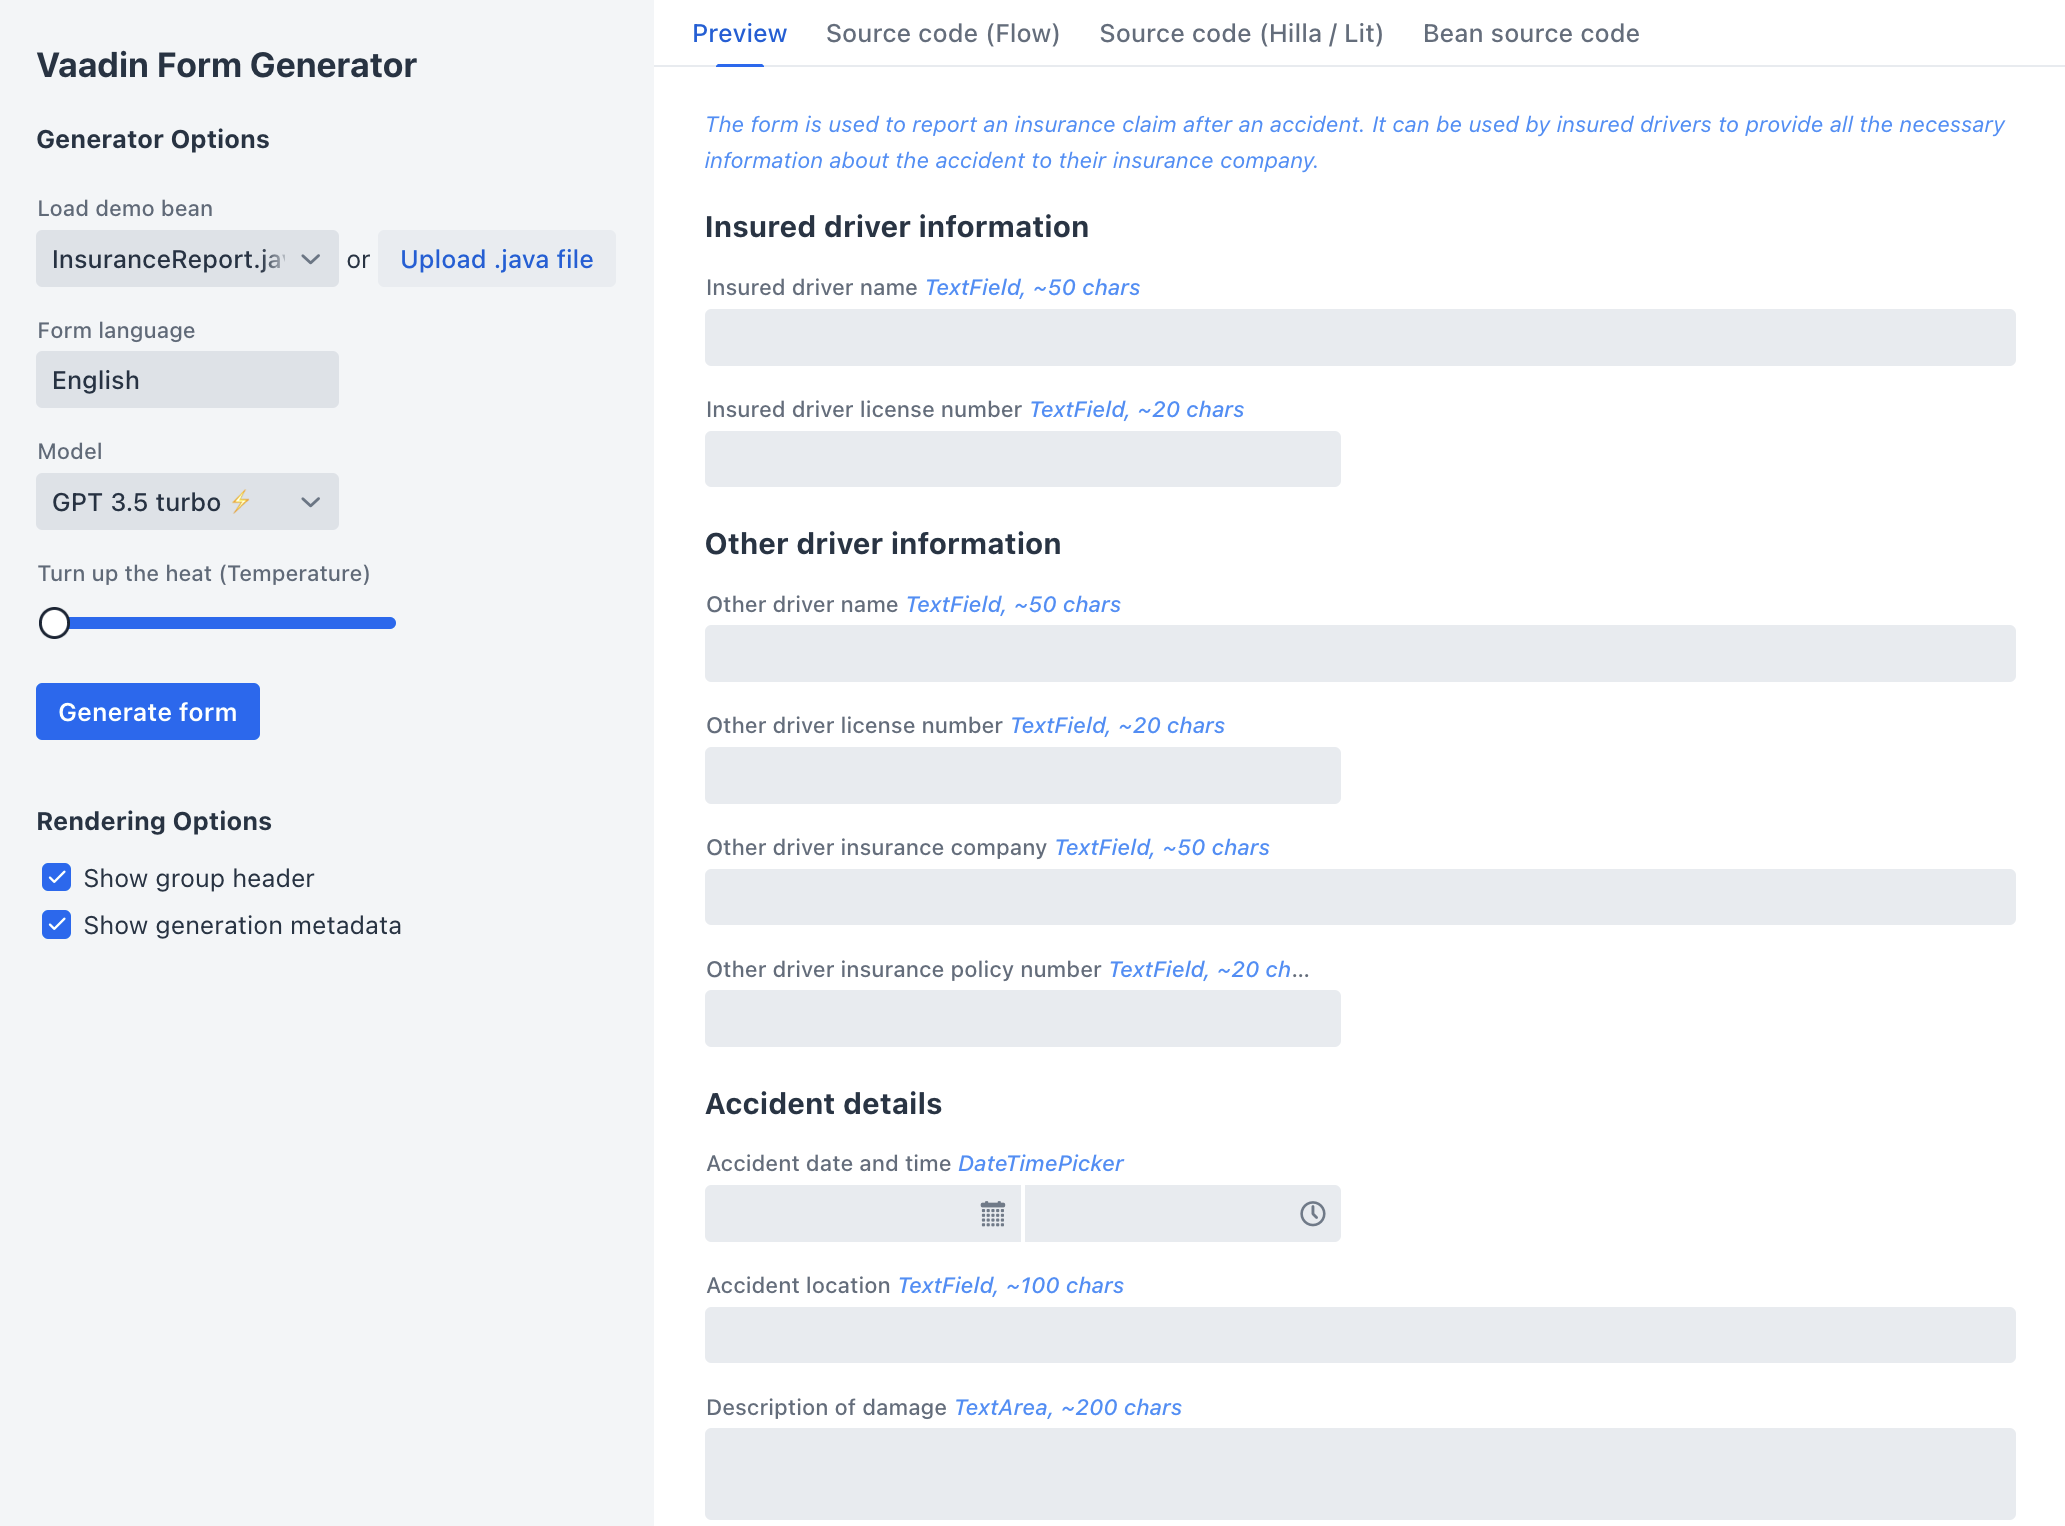 Vaadin Form Generator
Generator Options
Load demo bean
InsuranceReport.ja
or
Upload .java file
Form language
English
Model
GPT 3.5 turbo ⚡
Turn up the heat (Temperature)
Generate form
Rendering Options
Show group header
Show generation metadata
Preview
Source code (Flow)
Source code (Hilla / Lit)
Bean source code
The form is used to report an insurance claim after an accident. It can be used by insured drivers to provide all the necessary
information about the accident to their insurance company.
Insured driver information
Insured driver name TextField, ~50 chars
Insured driver license number TextField, ~20 chars
Other driver information
Other driver name TextField, ~50 chars
Other driver license number TextField, ~20 chars
Other driver insurance company TextField, ~50 chars
Other driver insurance policy number TextField, ~20 ch...
Accident details
Accident date and time DateTimePicker
Accident location TextField, ~100 chars
Description of damage TextArea, ~200 chars